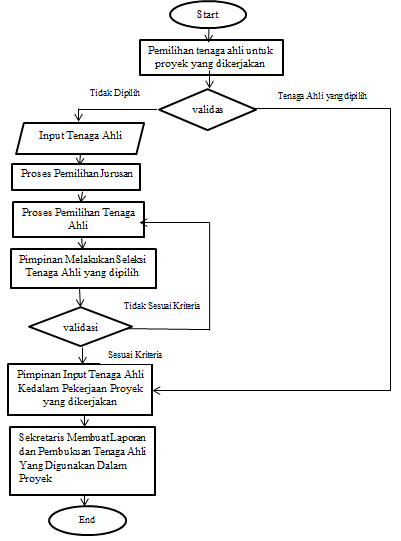 Start
Pemilihan tenaga ahli untuk
proyek yang dikerjakan
Tidak Dipilih
Tenaga Ahli yang dipilih
validas
Input Tenaga Ahli
Proses Pemilihan Jurusan
Proses Pemilihan Tenaga
Ahli
Pimpinan Melakukan Seleksi
Tenaga Ahli yang dipilih
Tidak Sesuai Kriteria
validasi
Sesuai Kriteria
Pimpinan Input Tenaga Ahli
Kedalam Pekerjaan Proyek
yang dikerjakan
Sekretaris Membuat Laporan
dan Pembukuan Tenaga Ahli
Yang Digunakan Dalam
Proyek
End